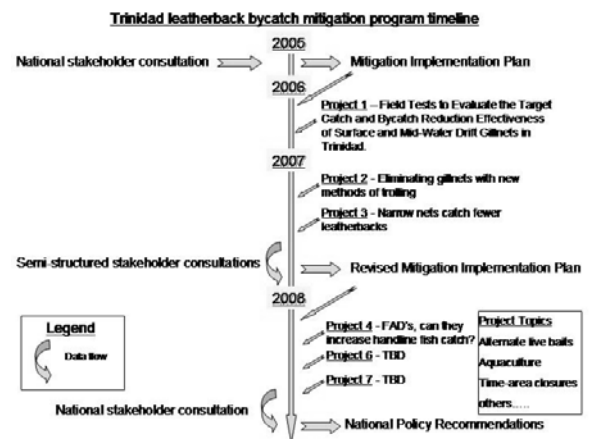 Trinidad leatherback bycatch mitigation program timeline
2005
National stakeholder consultation
Mitigation Implementation Plan
2006
Project 1 – Field Tests to Evaluate the Target
Catch and Bycatch Reduction Effectiveness
of Surface and Mid-Water Drift Gillnets in
Trinidad.
2007
Project 2 - Eliminating gillnets with new
methods of trolling
Project 3 - Narrow nets catch fewer
leatherbacks
Semi-structured stakeholder consultations
Revised Mitigation Implementation Plan
2008
Legend
Data flow
Project 4 - FAD's, can they
increase handline fish catch?
Project 6 - TBD
Project 7 - TBD
Project Topics
Alternate live baits
Aquaculture
Time-area closures
others.....
National stakeholder consultation
National Policy Recommendations